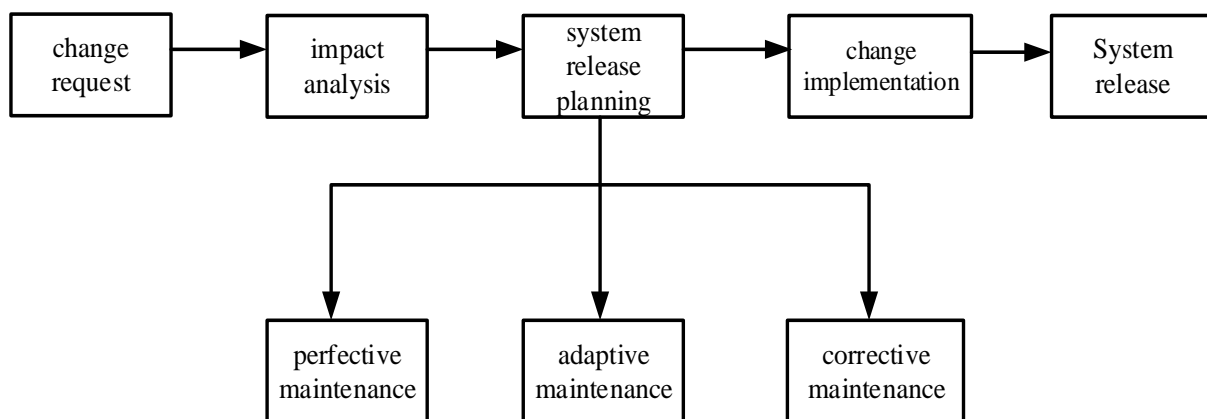 change
request
impact
analysis
system
release
planning
change
implementation
System
release
perfective
maintenance
adaptive
maintenance
corrective
maintenance